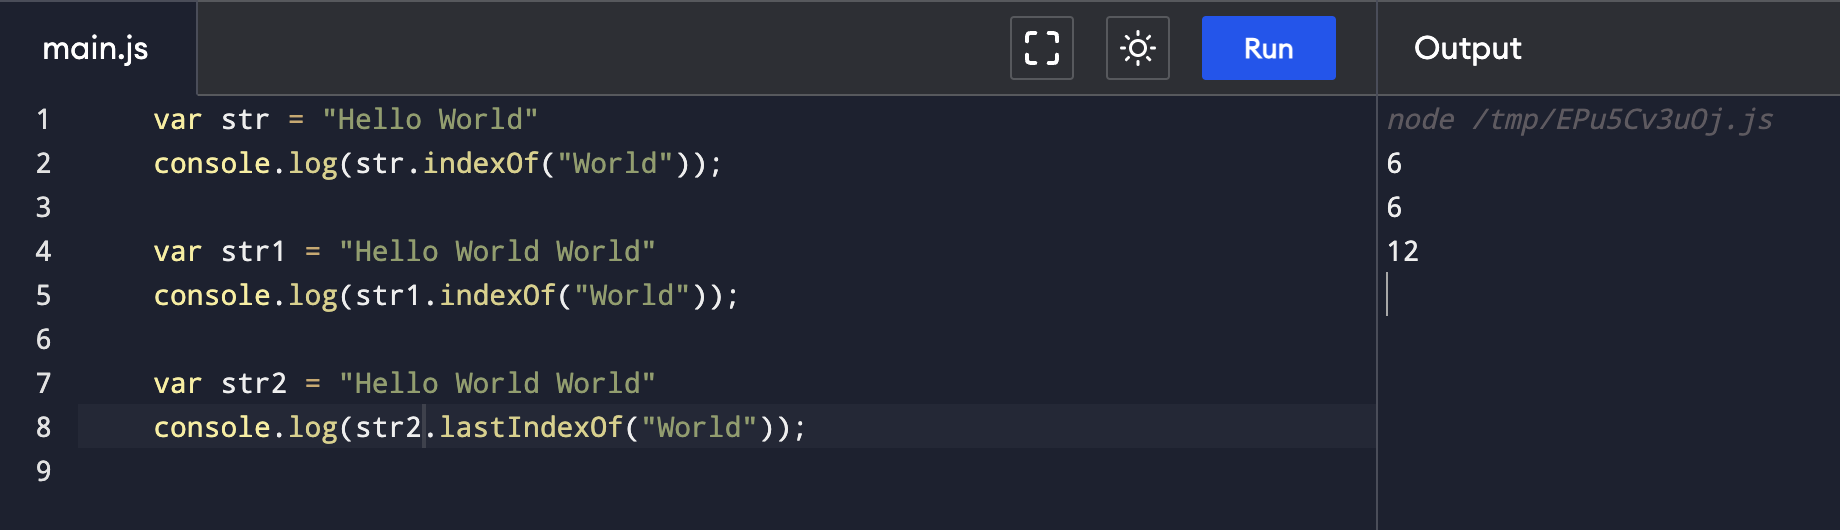 main.js
Run
Output
1 var str = "Hello World"
2 console.log(str.indexOf("World"));
3
4 var str1 = "Hello World World"
5 console.log(str1.indexOf("World"));
6
7 var str2 = "Hello World World"
8 console.log(str2.lastIndexOf("World"));
9
node /tmp/EPu5Cv3uOj.js
6
6
12